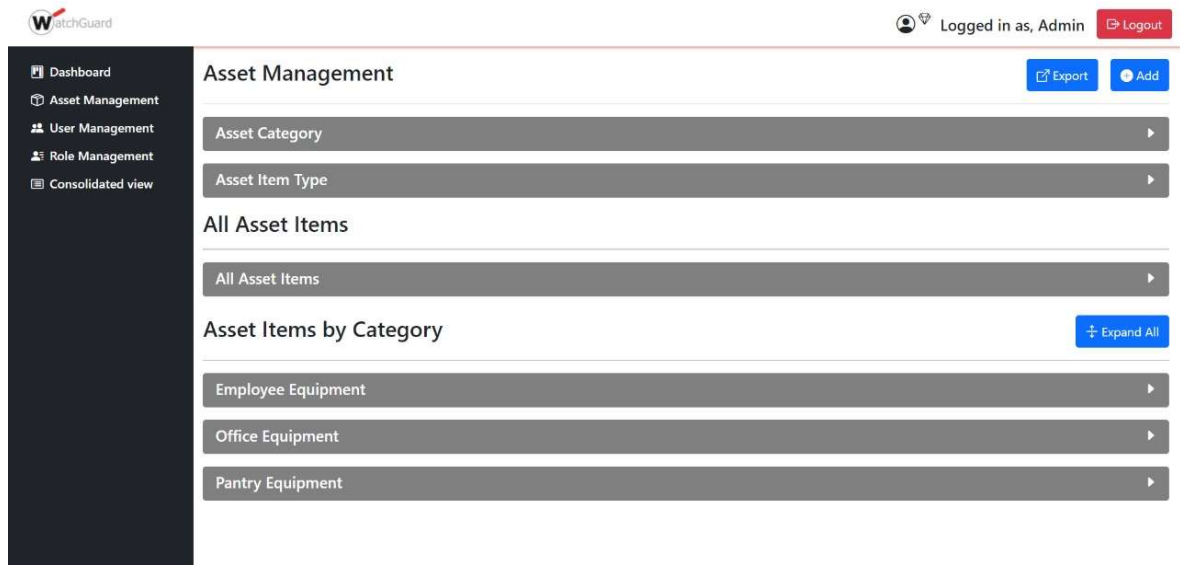 WatchGuard
Logged in as, Admin
Logout
Dashboard
Asset Management
User Management
Role Management
Consolidated view
Asset Management
Export
Add
Asset Category
Asset Item Type
All Asset Items
All Asset Items
Asset Items by Category
Expand All
Employee Equipment
Office Equipment
Pantry Equipment